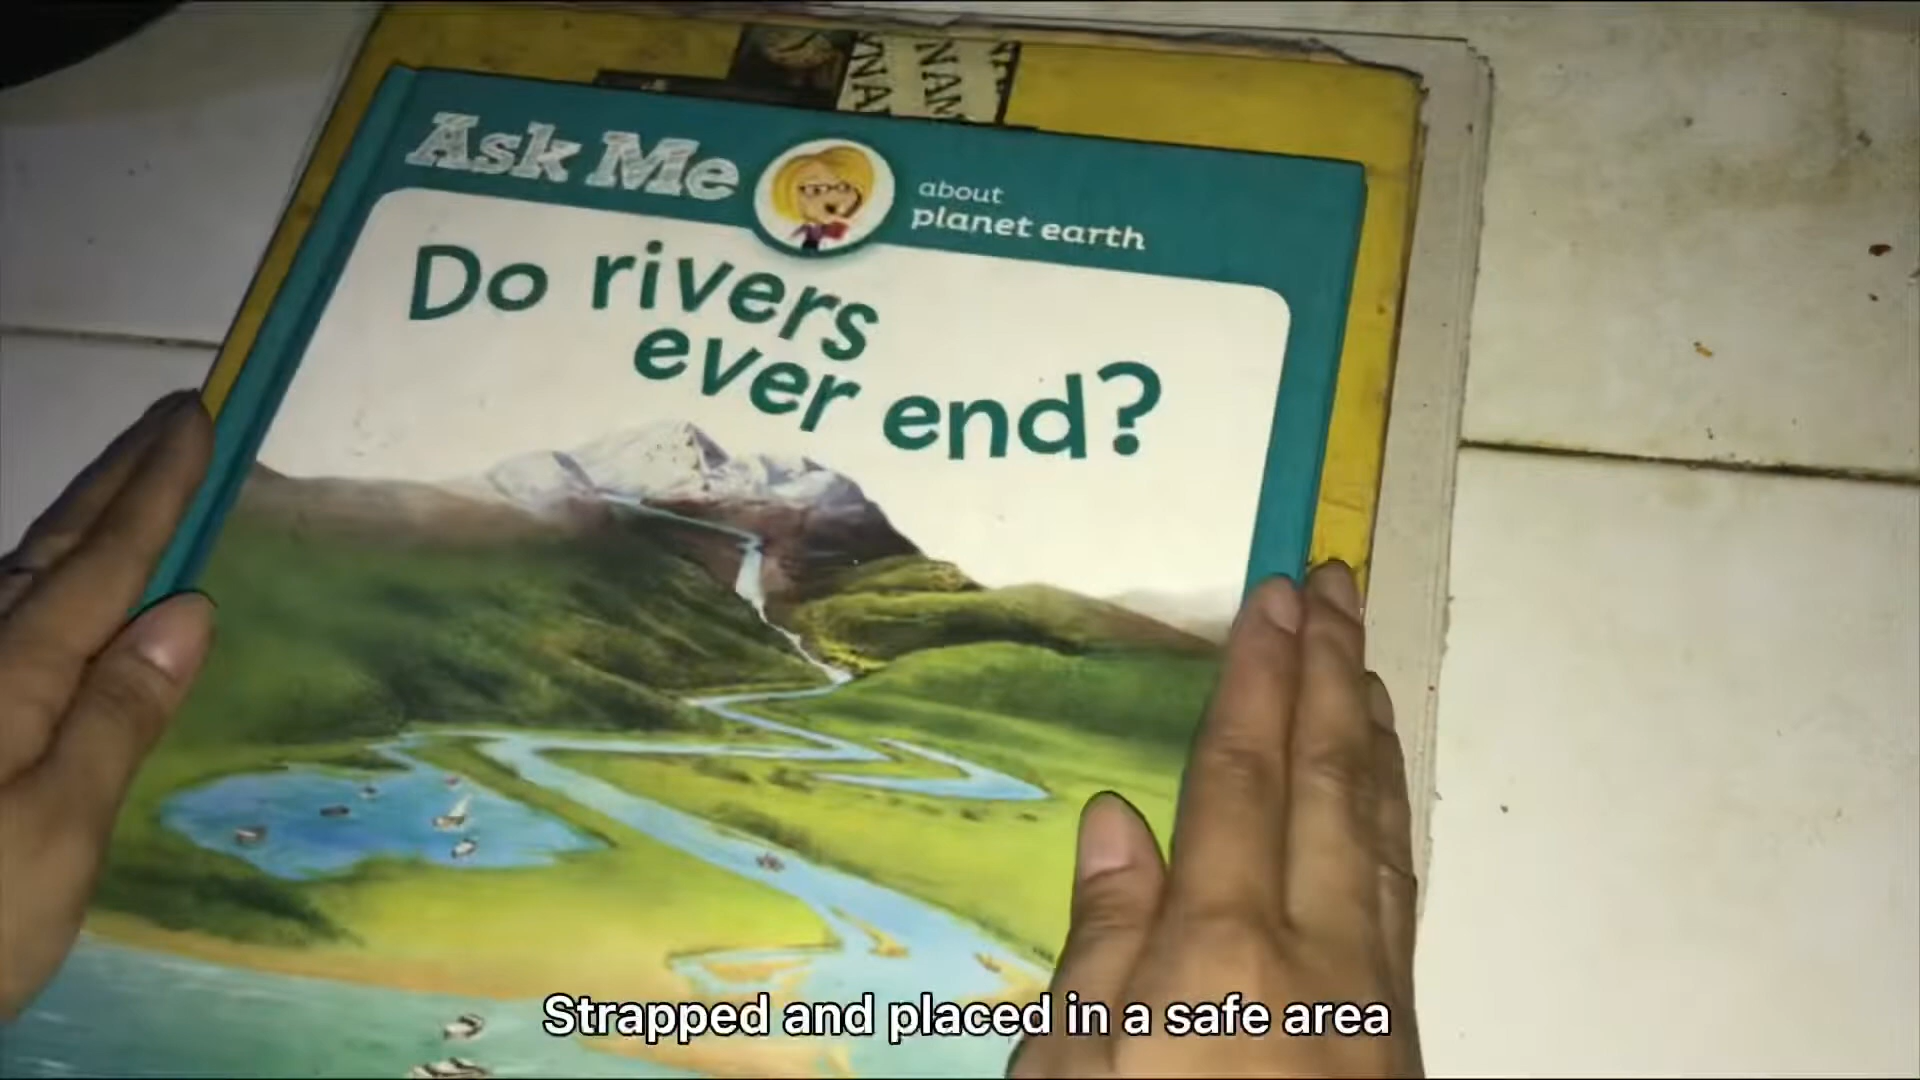 Ask Me
about
planet earth
Do rivers
ever end?
Strapped and placed in a safe area